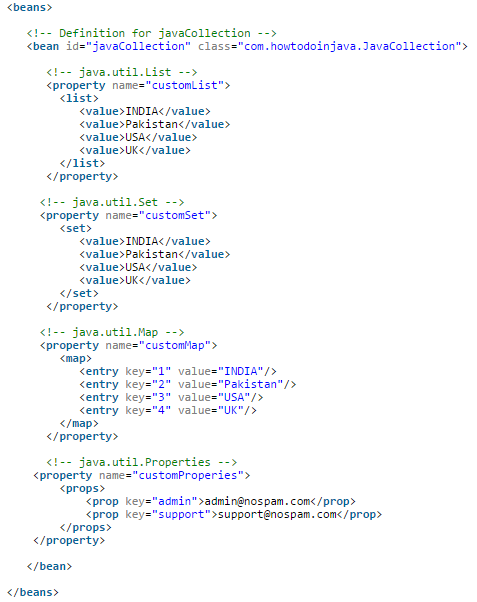 <beans>
<!-- Definition for javaCollection -->
<bean id="javaCollection" class="com.howtodoinjava.JavaCollection">
<!-- java.util.List -->
<property name="customList">
<list>
<value>INDIA</value>
<value>Pakistan</value>
<value>USA</value>
<value>UK</value>
</list>
</property>
<!-- java.util.Set -->
<property name="customSet">
<set>
<value>INDIA</value>
<value>Pakistan</value>
<value>USA</value>
<value>UK</value>
</set>
</property>
<!-- java.util.Map -->
<property name="customMap">
<map>
<entry key="1" value="INDIA"/>
<entry key="2" value="Pakistan"/>
<entry key="3" value="USA"/>
<entry key="4" value="UK"/>
</map>
</property>
<!-- java.util.Properties -->
<property name="customProperies">
<props>
<prop key="admin">admin@nospam.com</prop>
<prop key="support">support@nospam.com</prop>
</props>
</property>
</bean>
</beans>